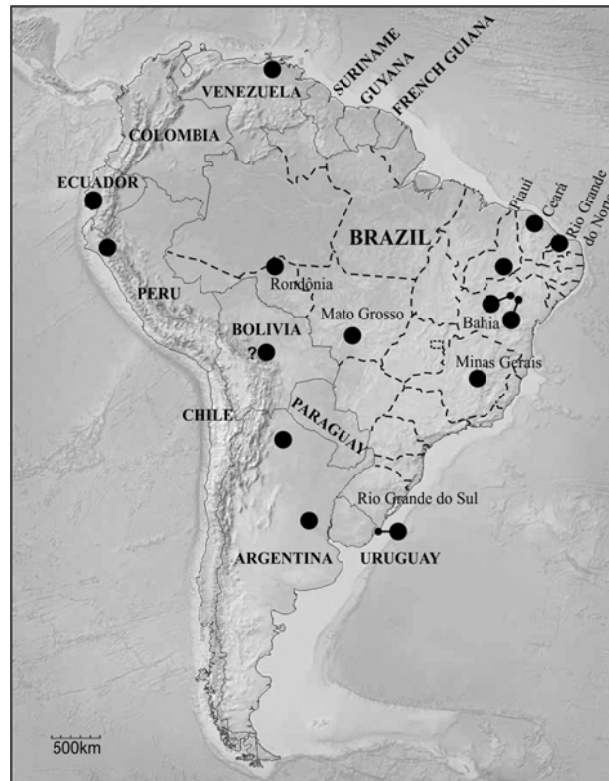 SURINAME
GUYANA
FRENCH GUIANA
VENEZUELA
COLOMBIA
ECUADOR
Piauí
Ceará
Rio Grande
do Norte
BRAZIL
PERU
Rondônia
Mato Grosso
Bahia
BOLIVIA
?
Minas Gerais
CHILE
PARAGUAY
Rio Grande do Sul
ARGENTINA
URUGUAY
500km